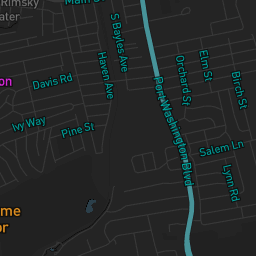 Rimsky
ater
Main S
S Bayles Ave
Haven Ave
Davis Rd
on
Ivy Way
Pine St
Port Washington Blvd
Orchard St
Elm St
Birch St
Salem Ln
Lynn Rd
me
or